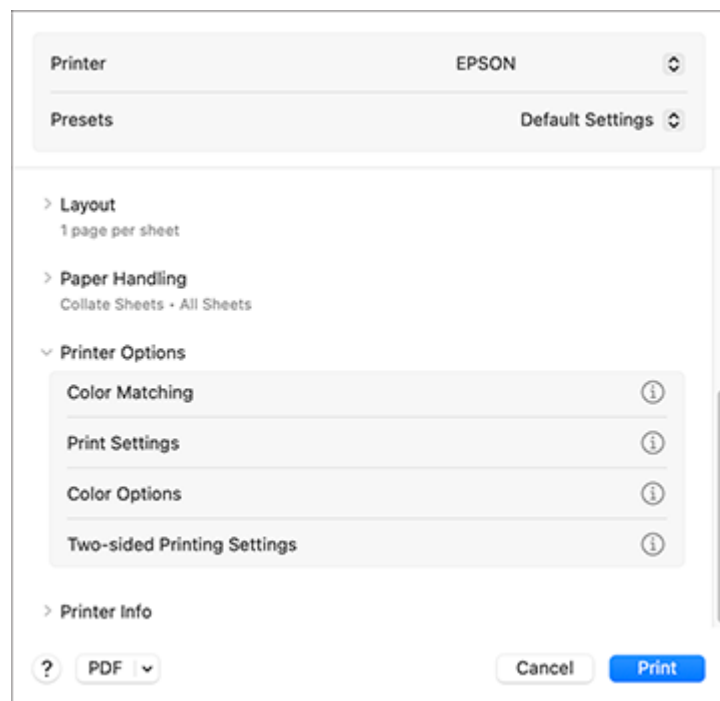 Printer EPSON
Presets Default Settings
Layout
1 page per sheet
Paper Handling
Collate Sheets • All Sheets
Printer Options
Color Matching
Print Settings
Color Options
Two-sided Printing Settings
Printer Info
? PDF Cancel Print